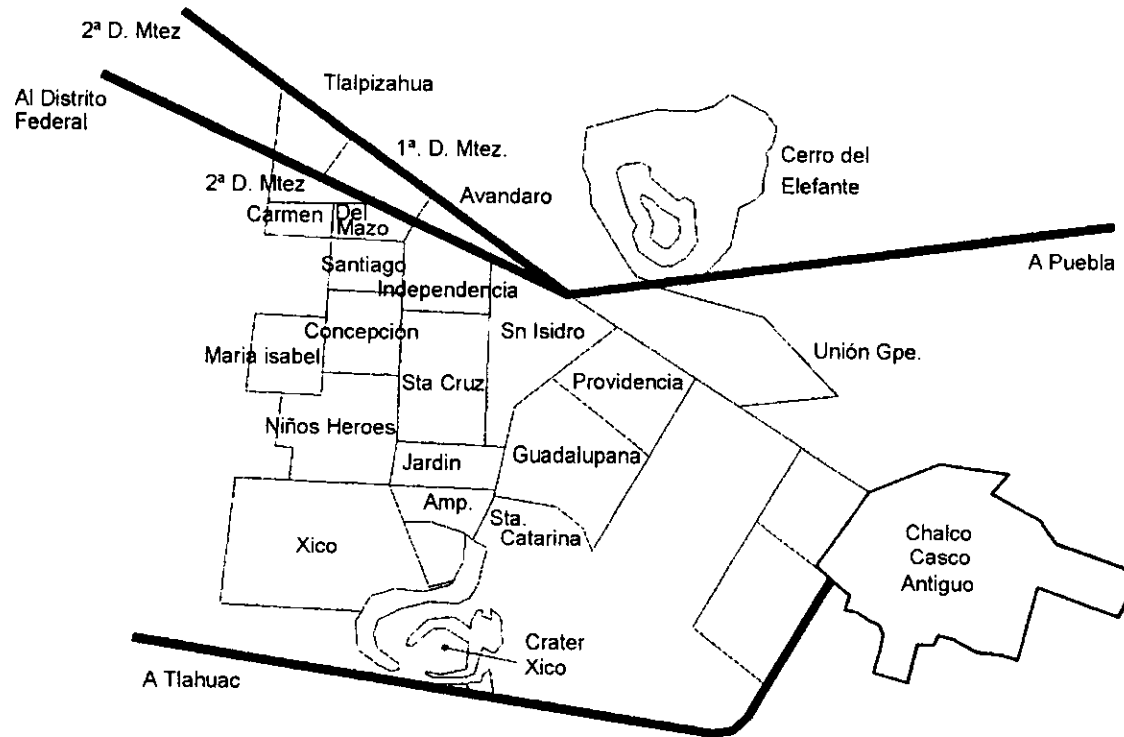 2ª D. Mtez
Tlalpizahua
Al Distrito
Federal
1ª. D. Mtez.
Cerro del
Elefante
2ª D. Mtez
Avandaro
Carmen
Del
Mazo
A Puebla
Santiago
Independencia
Concepción
Sn Isidro
Maria isabel
Unión Gpe.
Sta Cruz
Providencia
Niños Heroes
Jardin
Guadalupana
Amp.
Sta.
Catarina
Xico
Chalco
Casco
Antiguo
Crater
Xico
A Tlahuac